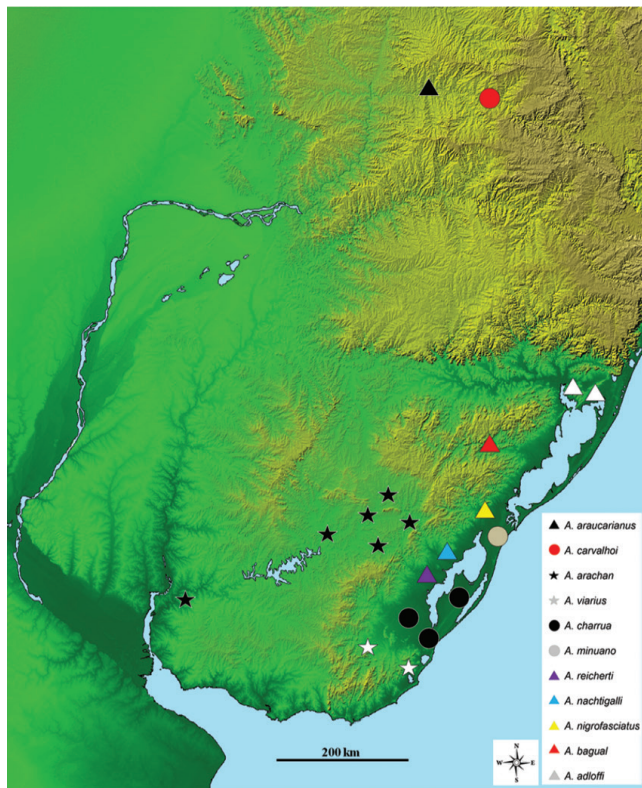 A. araucarianus
A. carvalhoi
A. arachan
A. viarius
A. charrua
A. minuano
A. reicherti
A. nachtigalli
A. nigrofasciatus
A. bagual
A. adloffi
200 km
N
W E
S